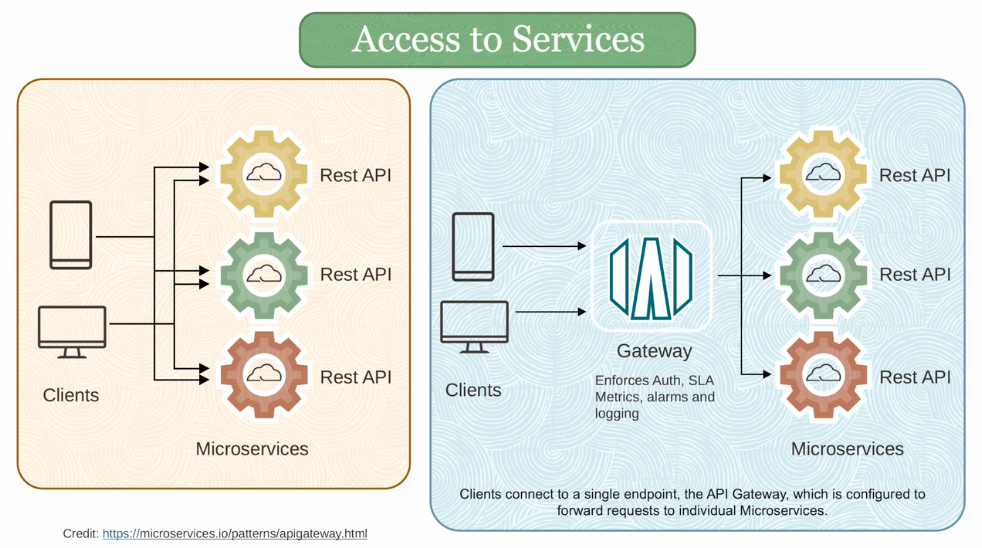 Access to Services
Rest API
Rest API
Rest API
Clients
Microservices
Credit: https://microservices.io/patterns/apigateway.html
Rest API
Rest API
Rest API
Gateway
Enforces Auth, SLA
Metrics, alarms and
logging
Clients
Microservices
Clients connect to a single endpoint, the API Gateway, which is configured to
forward requests to individual Microservices.